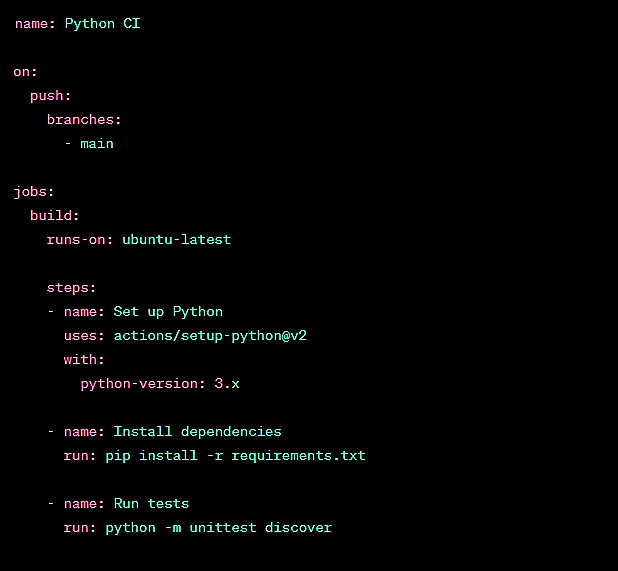 name: Python CI

on:
  push:
    branches:
      - main

jobs:
  build:
    runs-on: ubuntu-latest

    steps:
    - name: Set up Python
      uses: actions/setup-python@v2
      with:
        python-version: 3.x

    - name: Install dependencies
      run: pip install -r requirements.txt

    - name: Run tests
      run: python -m unittest discover